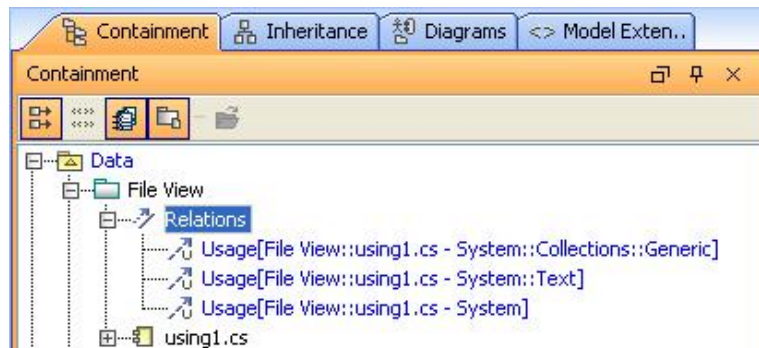 Containment Inheritance Diagrams <> Model Exten..
Containment
Data
File View
Relations
Usage[File View::using1.cs - System::Collections::Generic]
Usage[File View::using1.cs - System::Text]
Usage[File View::using1.cs - System]
using1.cs